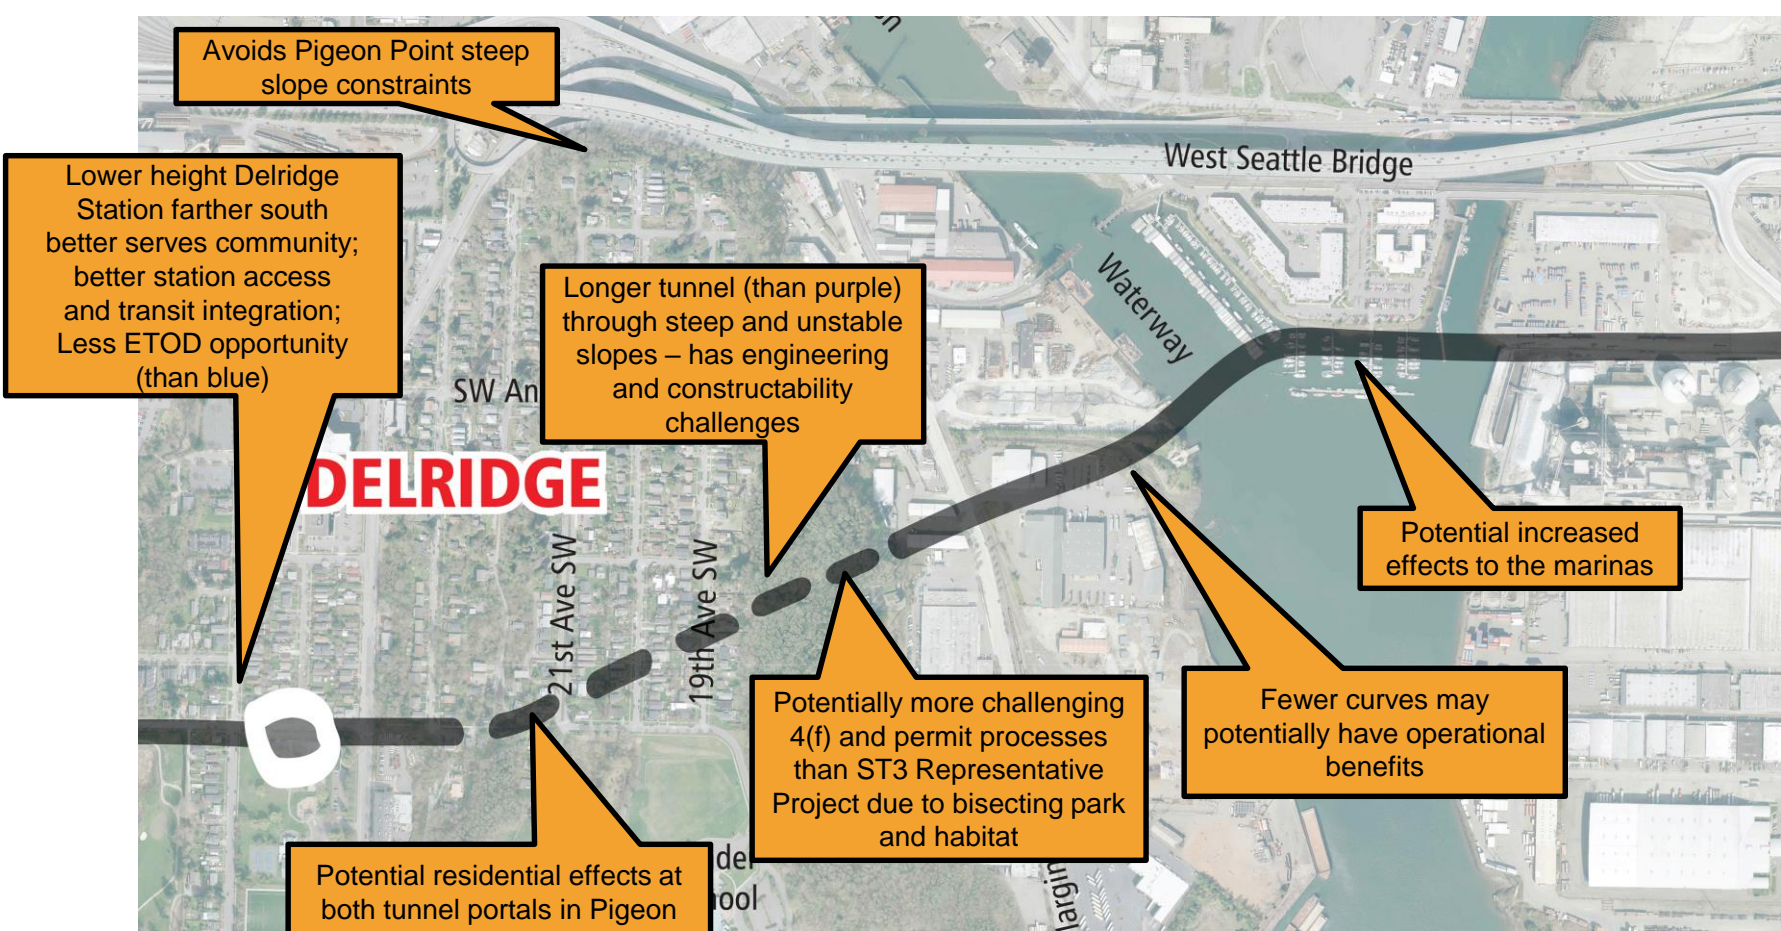 Avoids Pigeon Point steep
slope constraints
West Seattle Bridge
Lower height Delridge
Station farther south
better serves community;
better station access
and transit integration;
Less ETOD opportunity
(than blue)
Longer tunnel (than purple)
through steep and unstable
slopes – has engineering
and constructability
challenges
Waterway
SW An
DELRIDGE
Potential increased
effects to the marinas
21st Ave SW
19th Ave SW
Potentially more challenging
4(f) and permit processes
than ST3 Representative
Project due to bisecting park
and habitat
Fewer curves may
potentially have operational
benefits
Potential residential effects at
both tunnel portals in Pigeon